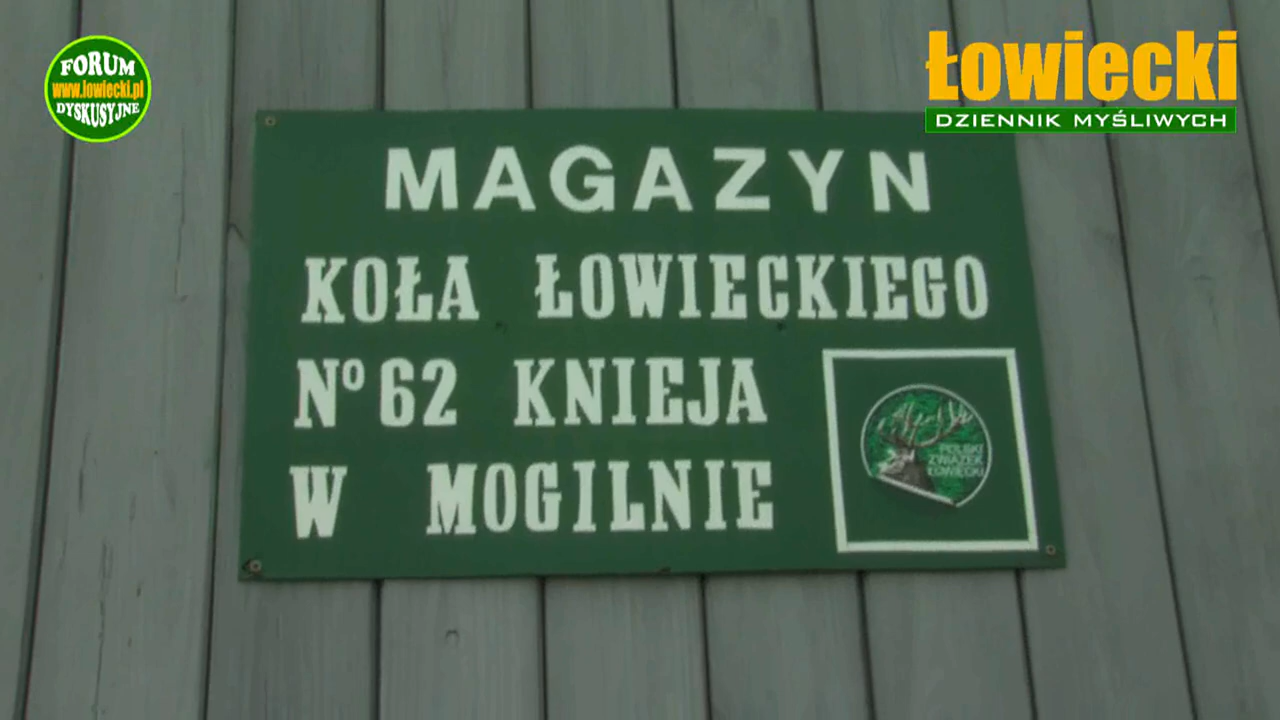 FORUM
www.lowiecki.pl
DYSKUSYJNE
Łowiecki
DZIENNIK MYŚLIWYCH
MAGAZYN
KOŁA ŁOWIECKIEGO
Nº 62 KNIEJA
W MOGILNIE
POLSKI
ZWIĄZEK
ŁOWIECKI